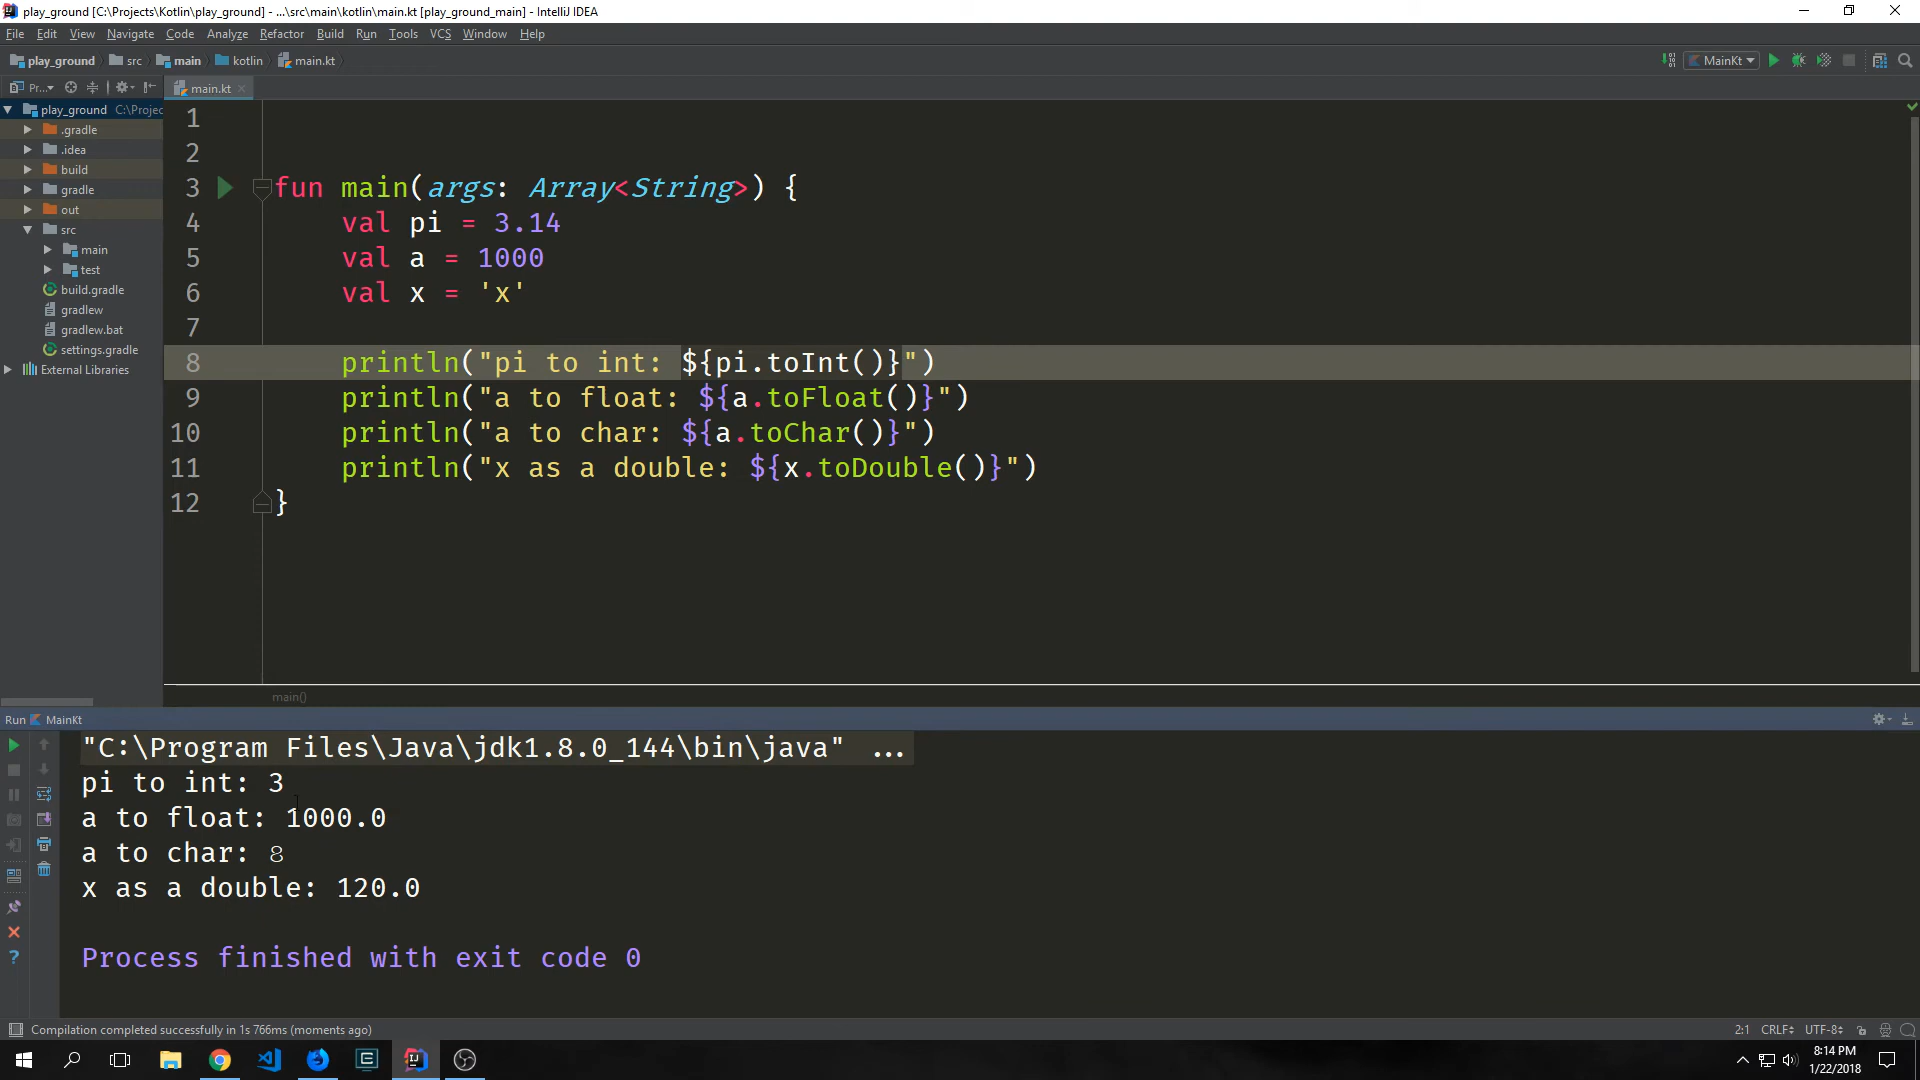 play_ground [C:\Projects\Kotlin\play_ground] - ...\src\main\kotlin\main.kt [play_ground_main] - IntelliJ IDEA
File Edit View Navigate Code Analyze Refactor Build Run Tools VCS Window Help
play_ground src main kotlin main.kt MainKt
Pr... main.kt
play_ground C:\Projec
.gradle
.idea
build
gradle
out
src
main
test
build.gradle
gradlew
gradlew.bat
settings.gradle
External Libraries
1
2
3 fun main(args: Array<String>) {
4 val pi = 3.14
5 val a = 1000
6 val x = 'x'
7
8 println("pi to int: ${pi.toInt()}")
9 println("a to float: ${a.toFloat()}")
10 println("a to char: ${a.toChar()}")
11 println("x as a double: ${x.toDouble()}")
12 }
main()
Run MainKt
"C:\Program Files\Java\jdk1.8.0_144\bin\java" ...
pi to int: 3
a to float: 1000.0
a to char: Ϩ
x as a double: 120.0
Process finished with exit code 0
Compilation completed successfully in 1s 766ms (moments ago) 2:1 CRLF UTF-8
8:14 PM
1/22/2018